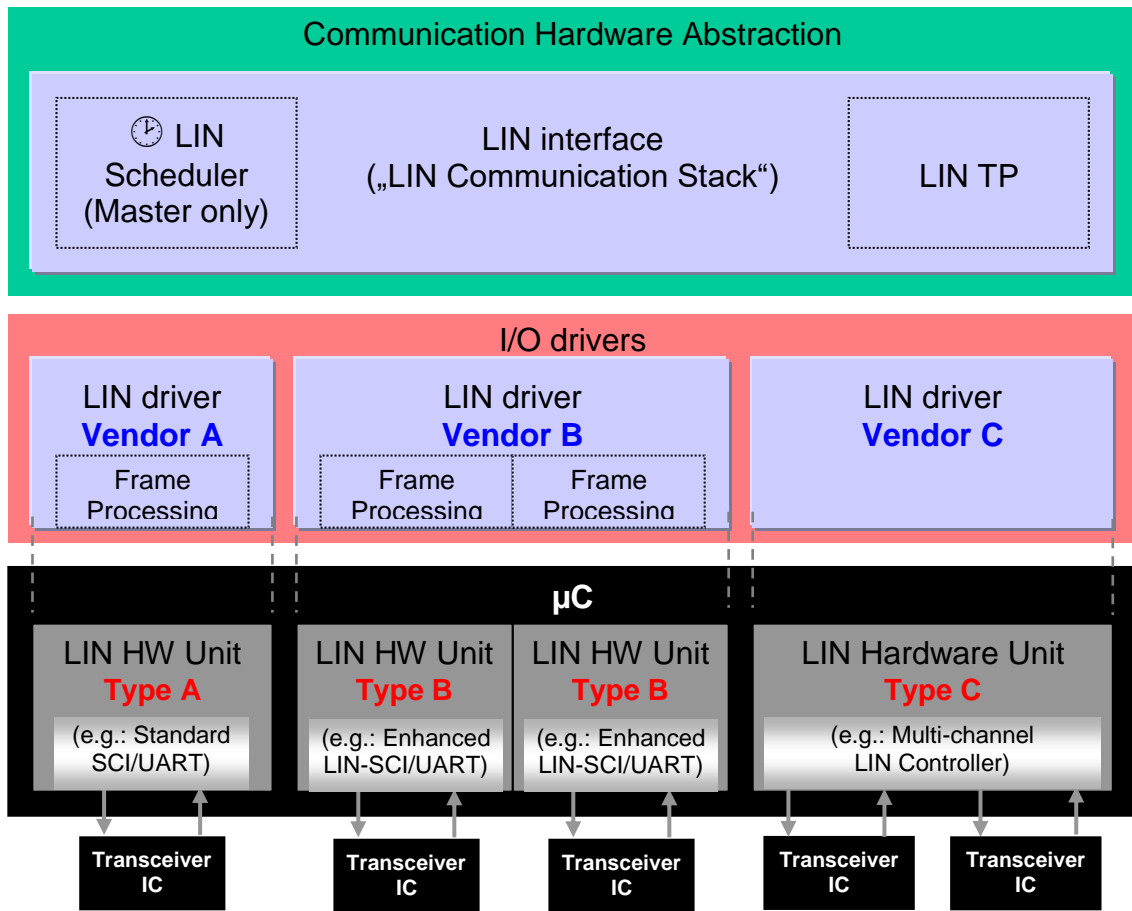 Communication Hardware Abstraction
🕑 LIN
Scheduler
(Master only)
LIN interface
(„LIN Communication Stack“)
LIN TP
I/O drivers
LIN driver
Vendor A
Frame
Processing
LIN driver
Vendor B
Frame
Processing
Frame
Processing
LIN driver
Vendor C
µC
LIN HW Unit
Type A
(e.g.: Standard
SCI/UART)
LIN HW Unit
Type B
(e.g.: Enhanced
LIN-SCI/UART)
LIN HW Unit
Type B
(e.g.: Enhanced
LIN-SCI/UART)
LIN Hardware Unit
Type C
(e.g.: Multi-channel
LIN Controller)
Transceiver
IC
Transceiver
IC
Transceiver
IC
Transceiver
IC
Transceiver
IC